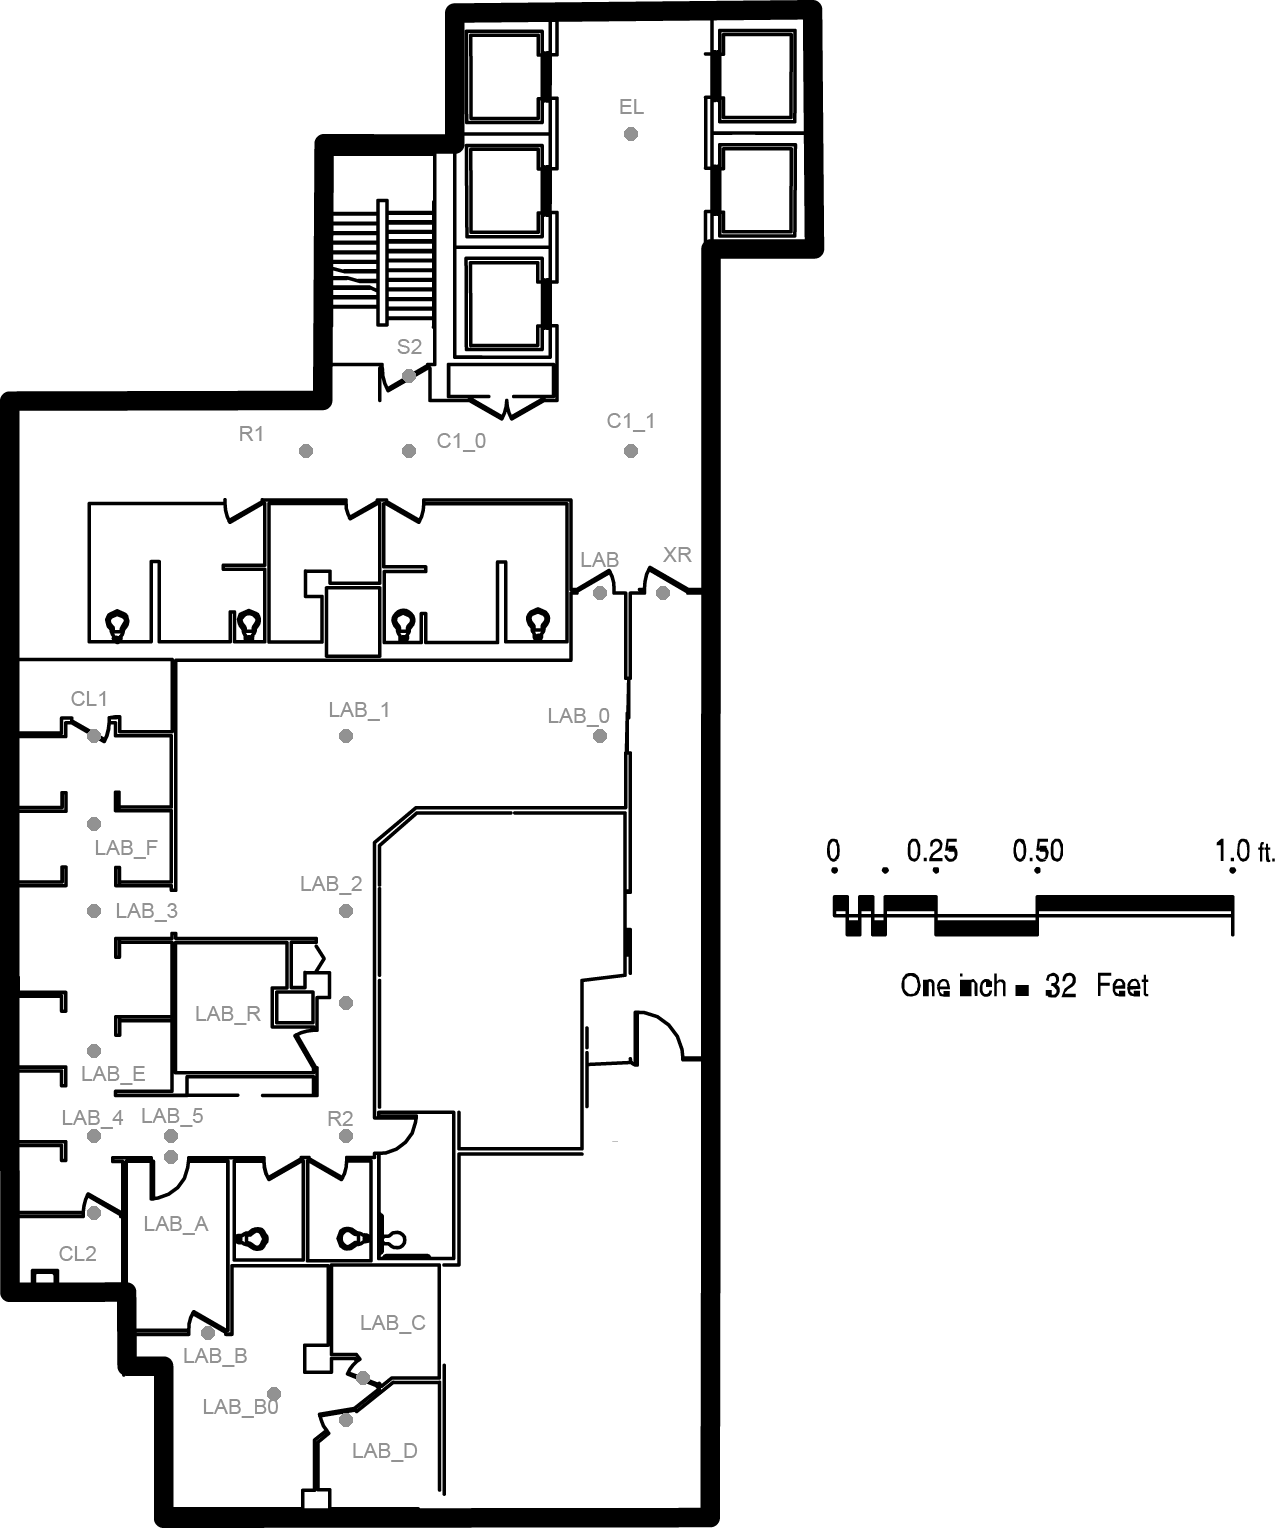 EL
S2
R1
C1_0
C1_1
LAB
XR
CL1
LAB_1
LAB_0
LAB_F
LAB_2
LAB_3
LAB_R
LAB_E
LAB_4
LAB_5
R2
LAB_A
CL2
LAB_C
LAB_B
LAB_B0
LAB_D
0 0.25 0.50 1.0 ft.
One inch = 32 Feet